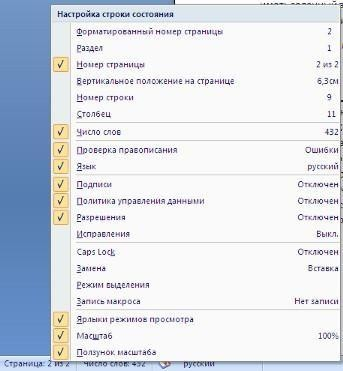 Настройка строки состояния
Форматированный номер страницы 2
Раздел 1
Номер страницы 2 из 2
Вертикальное положение на странице 6,3см
Номер строки 9
Столбец 11
Число слов 432
Проверка правописания Ошибки
Язык русский
Подписи Отключен
Политика управления данными Отключен
Разрешения Отключен
Исправления Выкл.
Caps Lock Отключен
Замена Вставка
Режим выделения
Запись макроса Нет записи
Ярлыки режимов просмотра
Масштаб 100%
Ползунок масштаба
Страница: 2 из 2 Число слов: 432 русский